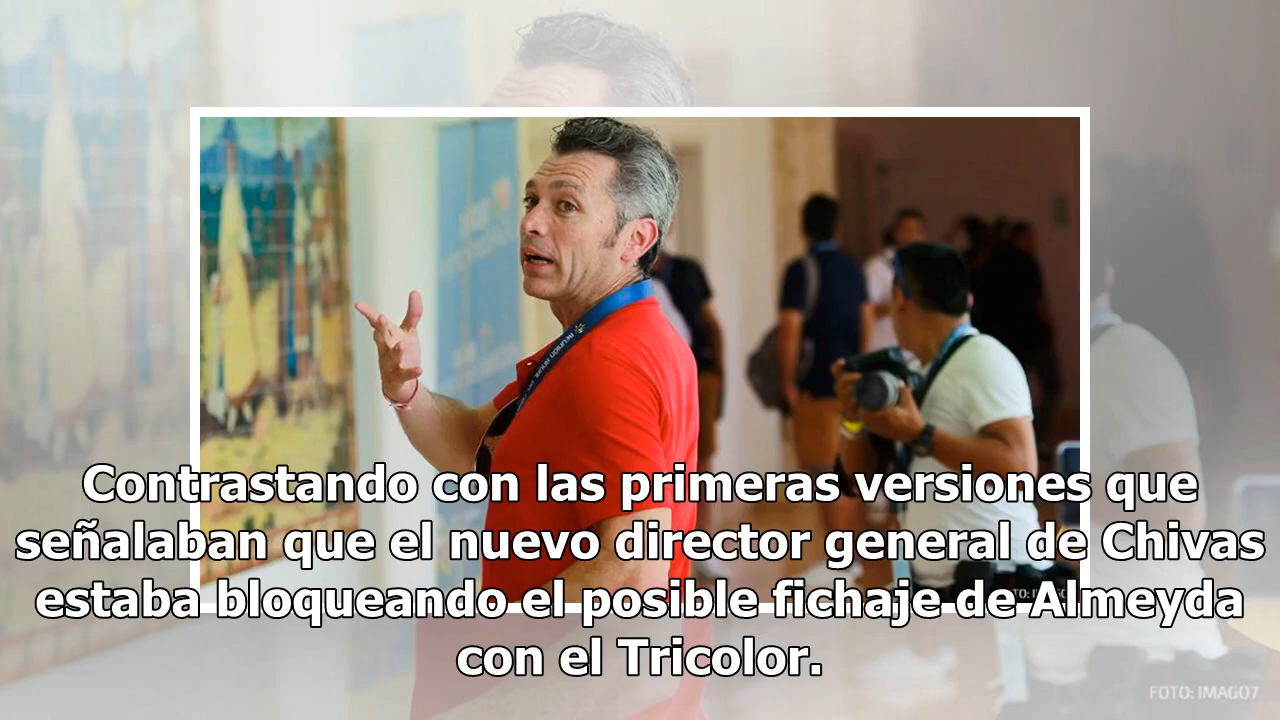 Contrastando con las primeras versiones que
señalaban que el nuevo director general de Chivas
estaba bloqueando el posible fichaje de Almeyda
con el Tricolor.
FOTO: IMAGO7